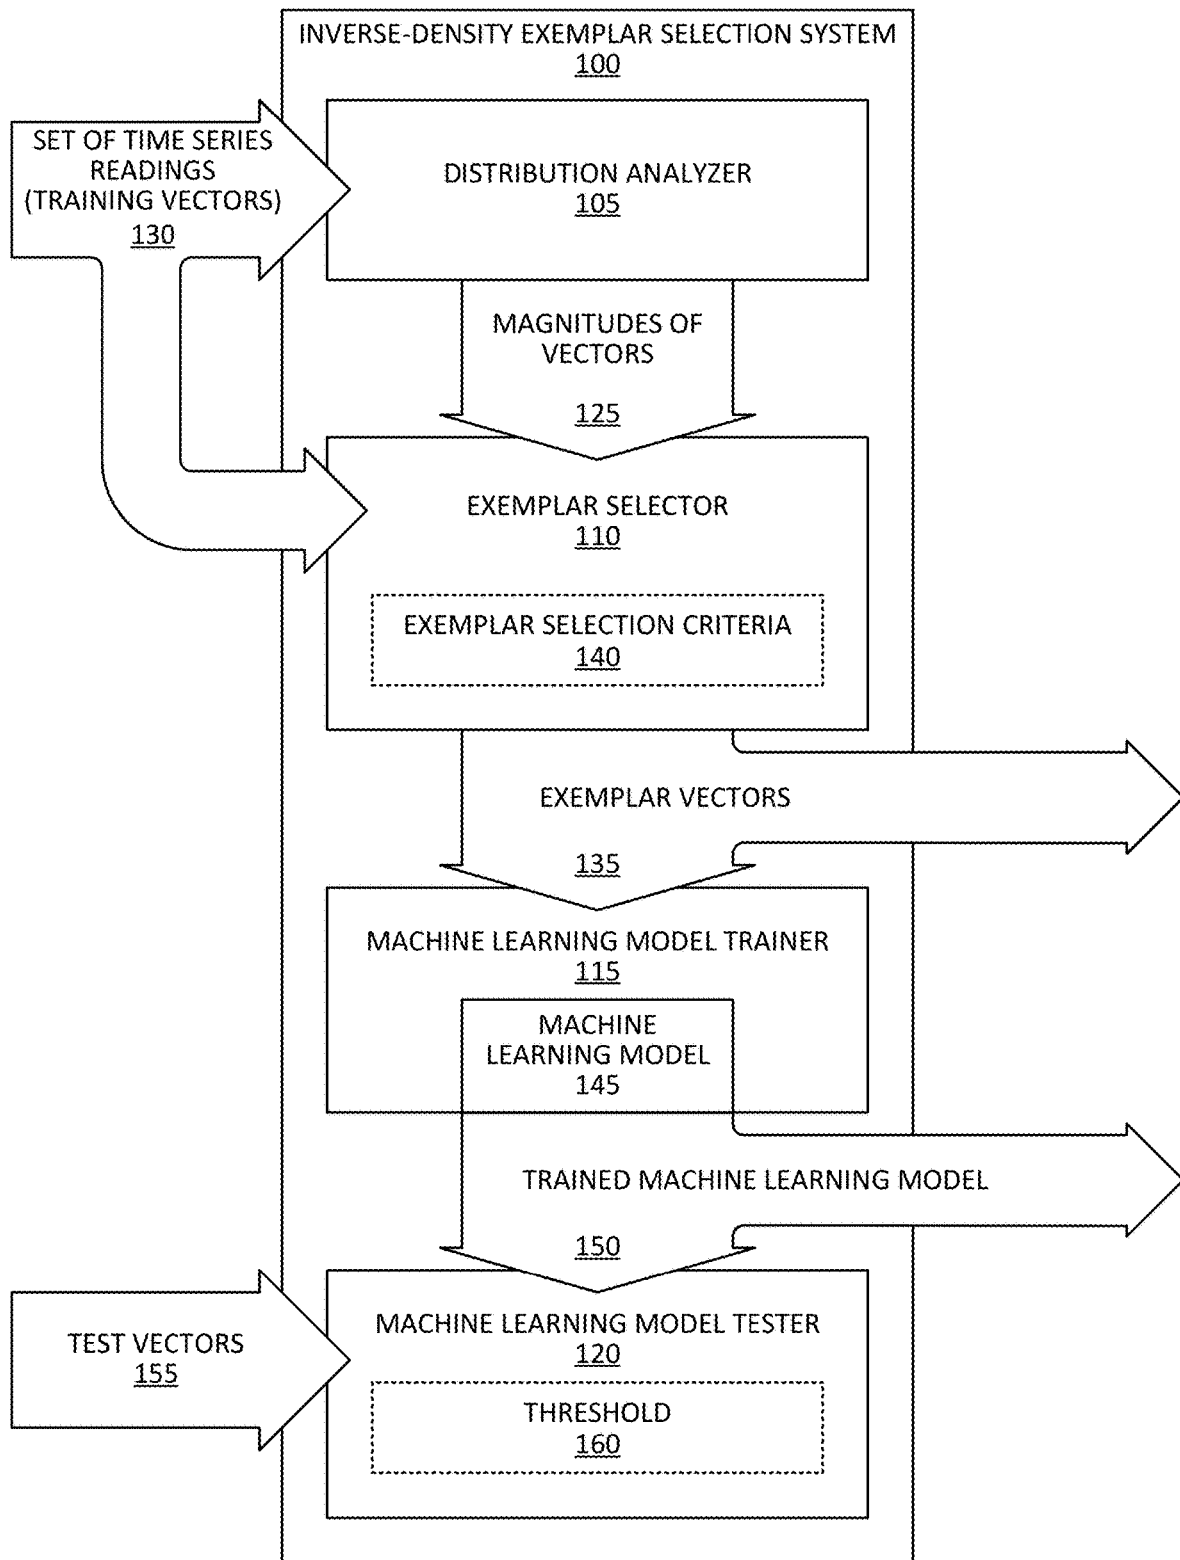 INVERSE-DENSITY EXEMPLAR SELECTION SYSTEM
100
SET OF TIME SERIES
READINGS
(TRAINING VECTORS)
130
DISTRIBUTION ANALYZER
105
MAGNITUDES OF
VECTORS
125
EXEMPLAR SELECTOR
110
EXEMPLAR SELECTION CRITERIA
140
EXEMPLAR VECTORS
135
MACHINE LEARNING MODEL TRAINER
115
MACHINE
LEARNING MODEL
145
TRAINED MACHINE LEARNING MODEL
150
TEST VECTORS
155
MACHINE LEARNING MODEL TESTER
120
THRESHOLD
160